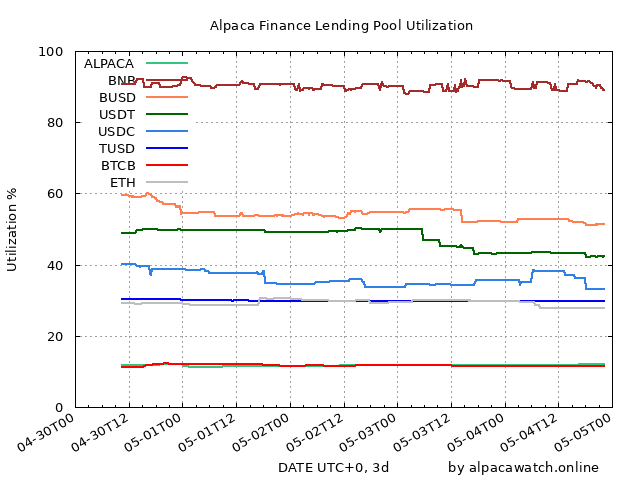 Alpaca Finance Lending Pool Utilization
100
80
60
40
20
0
Utilization %
ALPACA
BNB
BUSD
USDT
USDC
TUSD
BTCB
ETH
04-30T00
04-30T12
05-01T00
05-01T12
05-02T00
05-02T12
05-03T00
05-03T12
05-04T00
05-04T12
05-05T00
DATE UTC+0, 3d
by alpacawatch.online